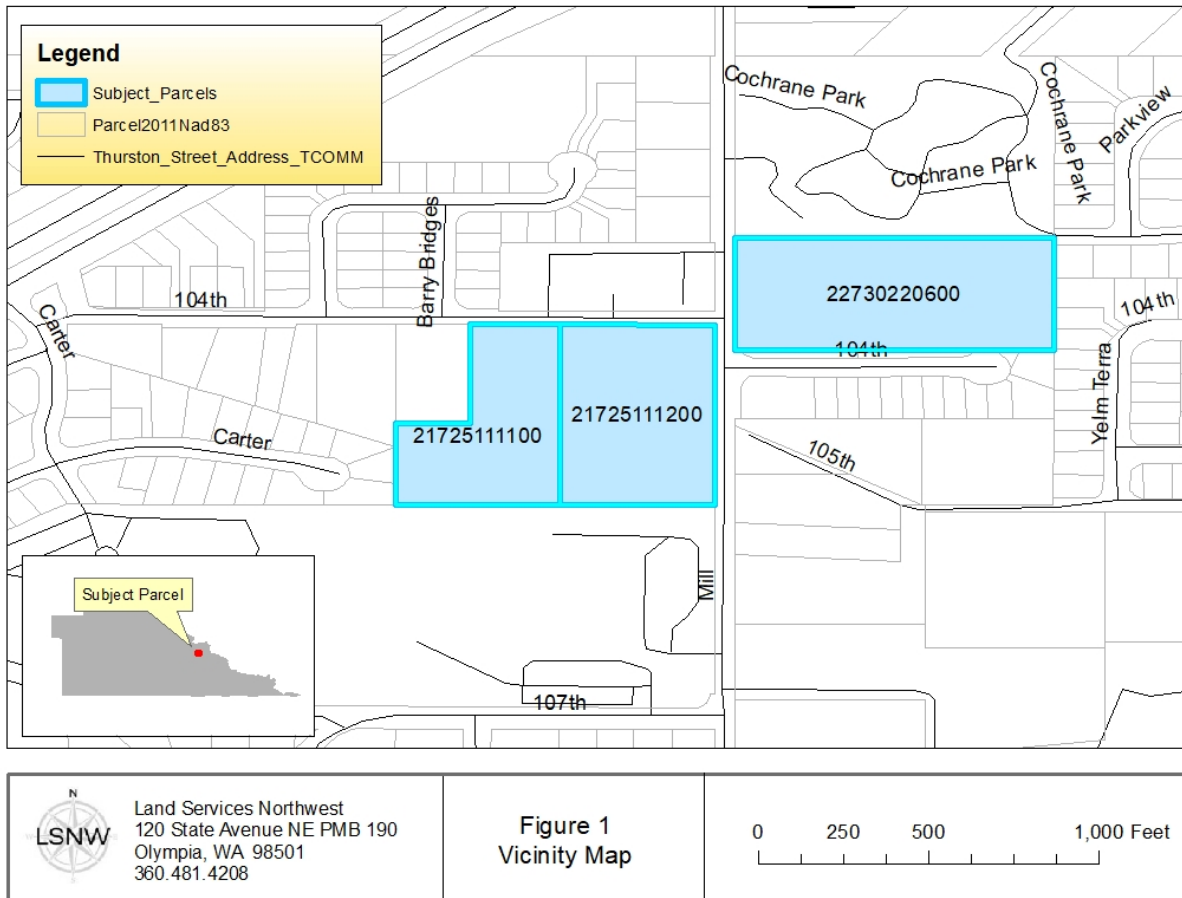 Legend
Subject_Parcels
Parcel2011Nad83
Thurston_Street_Address_TCOMM
Cochrane Park
Cochrane Park
Cochrane Park
Parkview
Barry Bridges
104th
Carter
22730220600
104th
104th
Yelm Terra
21725111100
21725111200
Carter
105th
Mill
107th
Subject Parcel
N
LSNW
Land Services Northwest
120 State Avenue NE PMB 190
Olympia, WA 98501
360.481.4208
Figure 1
Vicinity Map
0 250 500 1,000 Feet